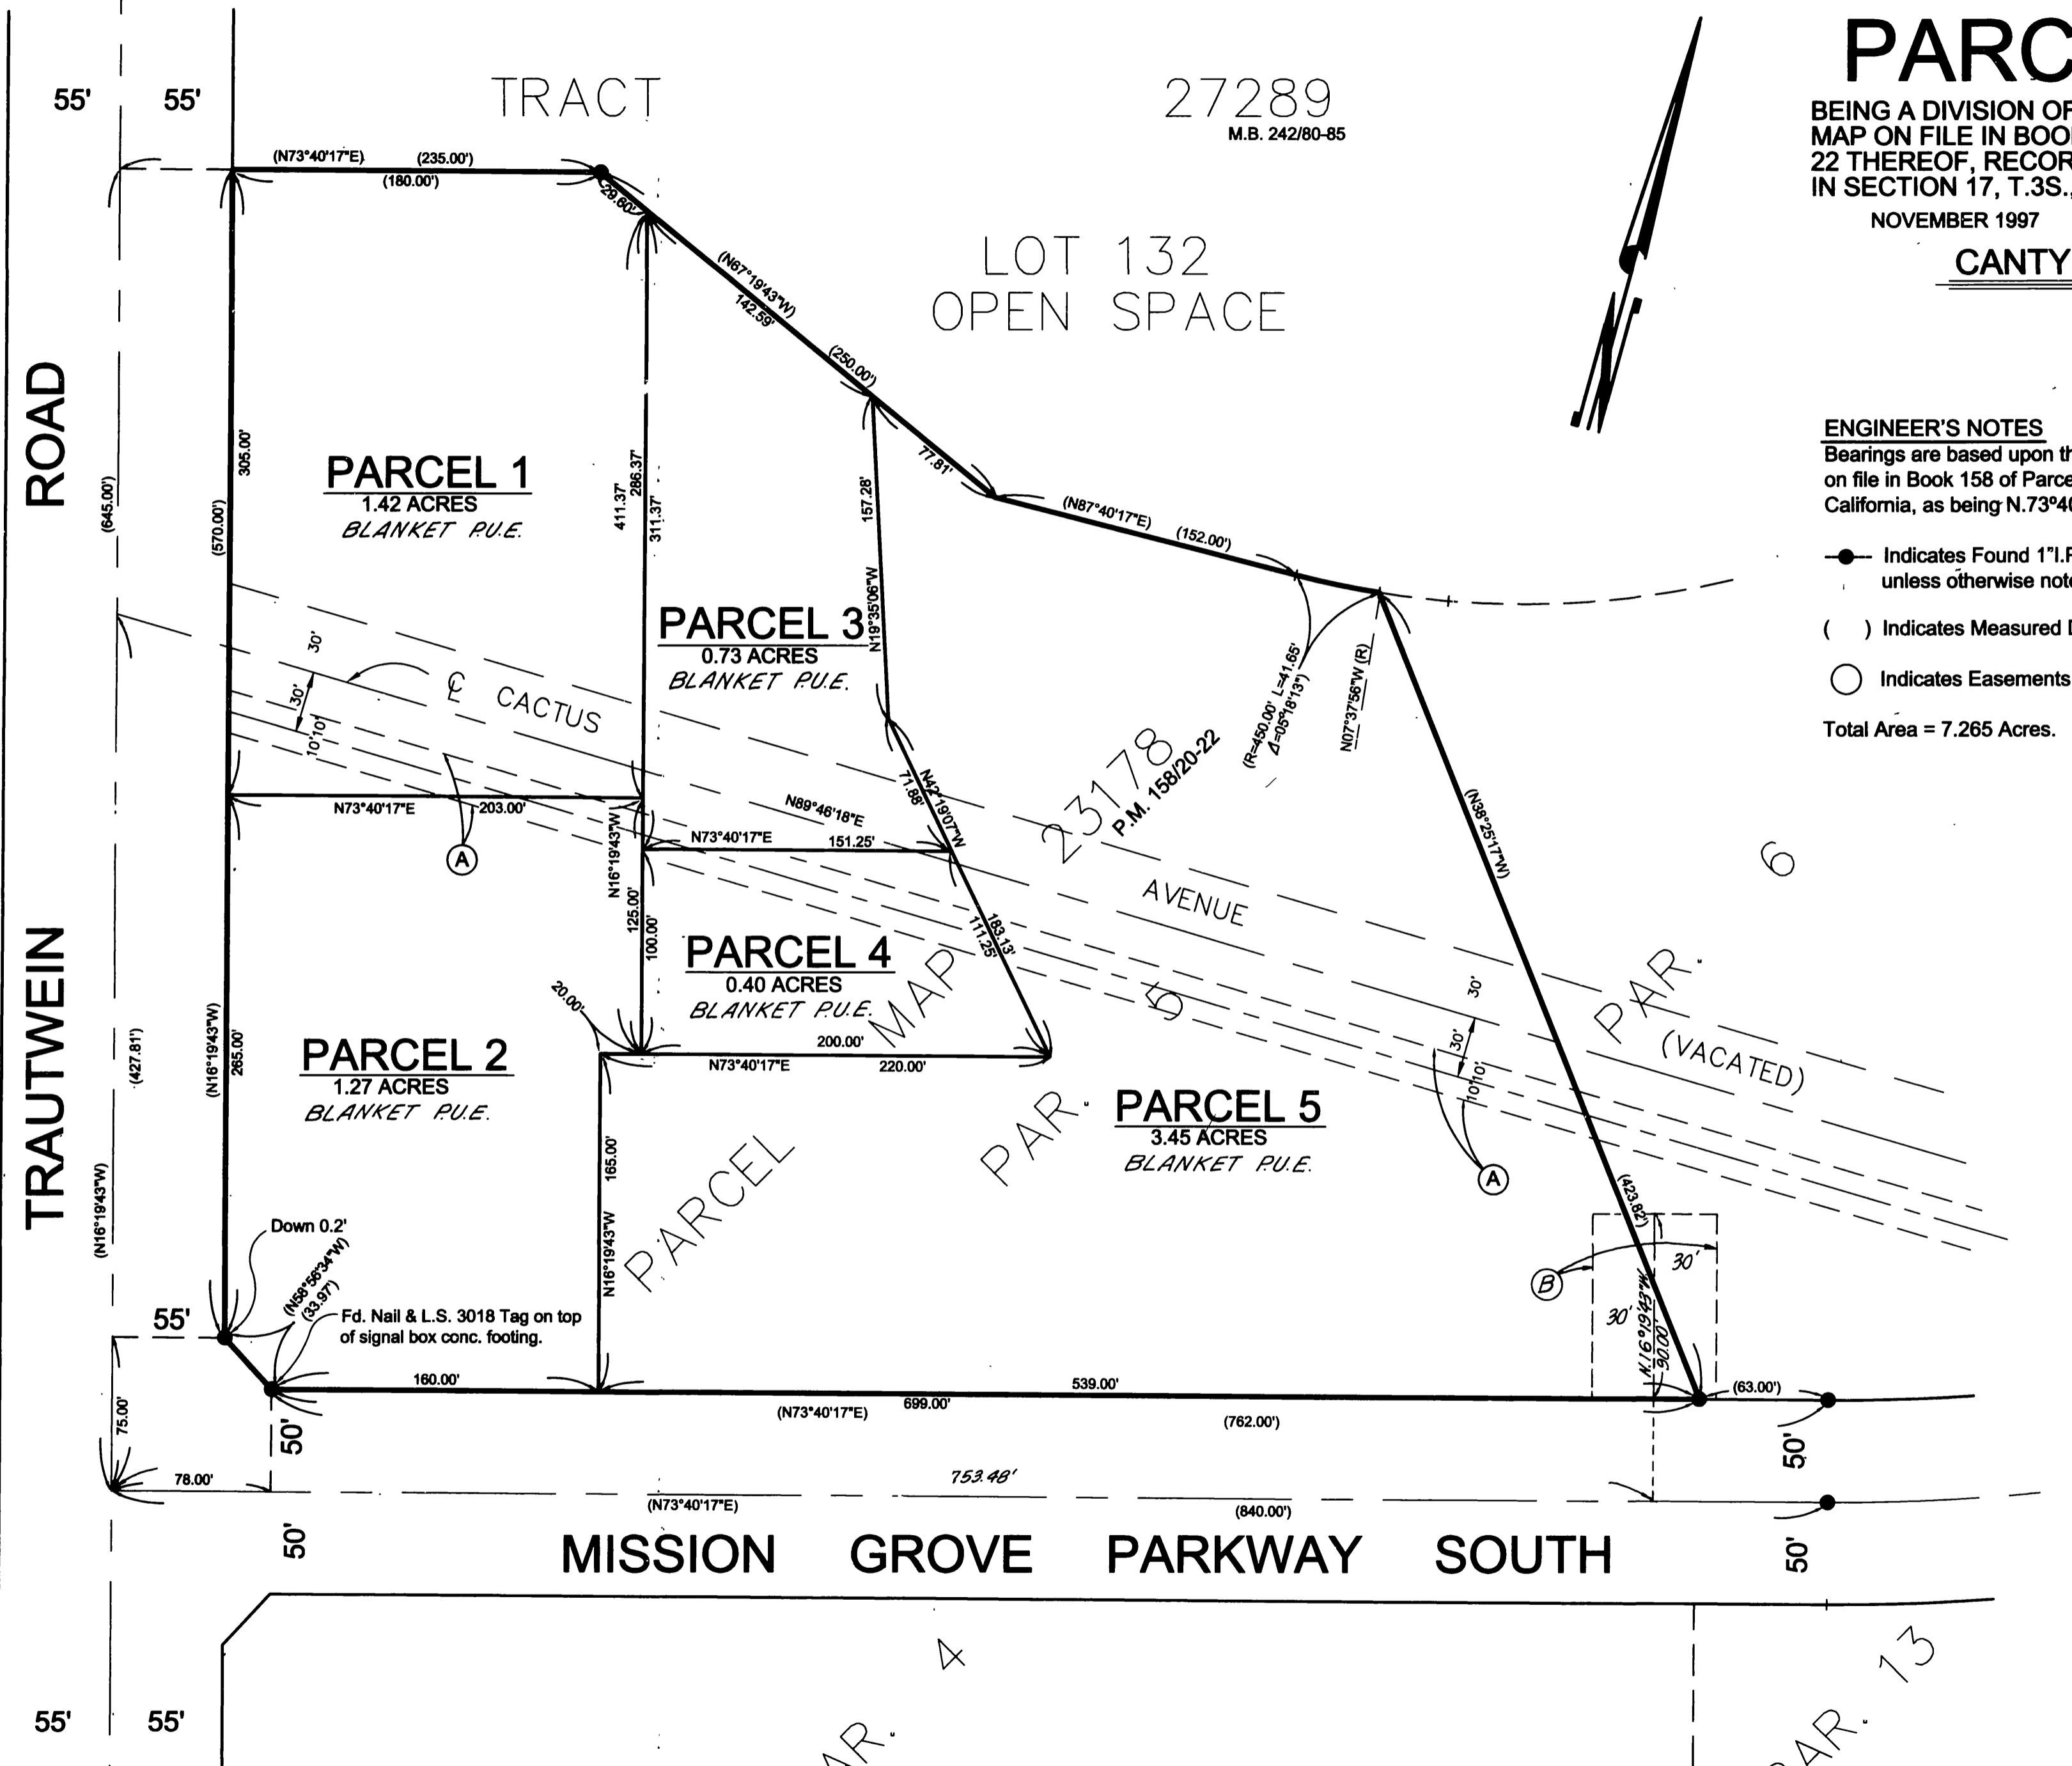 55' 55'
TRACT 27289
M.B. 242/80-85
PARC
BEING A DIVISION OF
MAP ON FILE IN BOO
22 THEREOF, RECOR
IN SECTION 17, T.3S.,
NOVEMBER 1997
CANTY
(N73°40'17"E) (235.00')
(180.00')
29.60'
LOT 132
OPEN SPACE
(N67°19'43"W)
142.59'
(250.00')
77.81'
(N87°40'17"E) (152.00')
ENGINEER'S NOTES
Bearings are based upon th
on file in Book 158 of Parce
California, as being N.73°40
Indicates Found 1"I.P
unless otherwise note
( ) Indicates Measured D
Indicates Easements
Total Area = 7.265 Acres.
ROAD
TRAUTWEIN
(645.00')
(570.00')
305.00'
PARCEL 1
1.42 ACRES
BLANKET P.U.E.
411.37'
286.37'
311.37'
157.28'
N19°35'06"W
PARCEL 3
0.73 ACRES
BLANKET P.U.E.
30'
30'
10'10'
℄ CACTUS
AVENUE
(VACATED)
N73°40'17"E 203.00'
A
N89°46'18"E
N73°40'17"E 151.25'
71.88'
N42°19'07"W
N16°19'43"W
125.00'
100.00'
183.13'
111.25'
23178
P.M. 158/20-22
(R=450.00' L=41.65'
Δ=05°18'13")
N07°37'56"W (R)
(N38°25'17"W)
6
PAR.
PARCEL 4
0.40 ACRES
BLANKET P.U.E.
MAP
5
20.00'
200.00'
N73°40'17"E 220.00'
30'
30'
10'10'
A
PARCEL 2
1.27 ACRES
BLANKET P.U.E.
(N16°19'43"W)
265.00'
(427.81')
(N16°19'43"W)
165.00'
N16°19'43"W
PARCEL
PAR.
PARCEL 5
3.45 ACRES
BLANKET P.U.E.
(423.82')
B
30'
30'
N.16°19'43"W.
90.00'
Down 0.2'
(N58°56'34"W)
(33.97')
Fd. Nail & L.S. 3018 Tag on top
of signal box conc. footing.
55'
75.00'
160.00'
539.00'
699.00'
(N73°40'17"E)
(762.00')
(63.00')
50'
50'
78.00'
753.48'
(N73°40'17"E)
(840.00')
50'
50'
MISSION GROVE PARKWAY SOUTH
4
13
55' 55'
AR.
PAR.